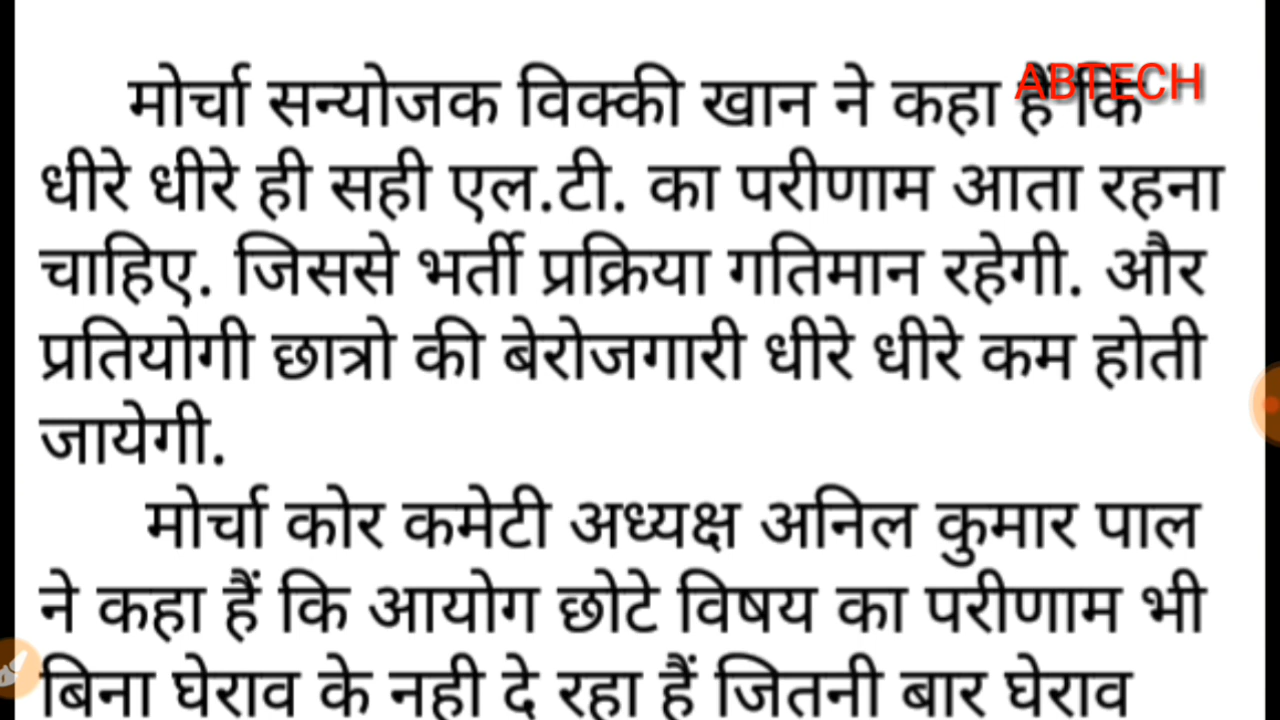 ABTECH
मोर्चा सन्योजक विक्की खान ने कहा हैं कि
धीरे धीरे ही सही एल.टी. का परीणाम आता रहना
चाहिए. जिससे भर्ती प्रक्रिया गतिमान रहेगी. और
प्रतियोगी छात्रो की बेरोजगारी धीरे धीरे कम होती
जायेगी.
मोर्चा कोर कमेटी अध्यक्ष अनिल कुमार पाल
ने कहा हैं कि आयोग छोटे विषय का परीणाम भी
बिना घेराव के नही दे रहा हैं जितनी बार घेराव